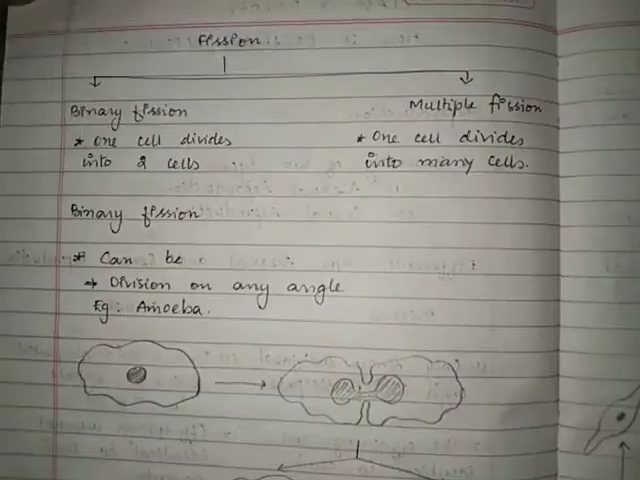 Fission
Binary fission
* One cell divides
into 2 cells
Multiple fission
* One cell divides
into many cells.
Binary fission
* Can be
→ Division on any angle
Eg: Amoeba.